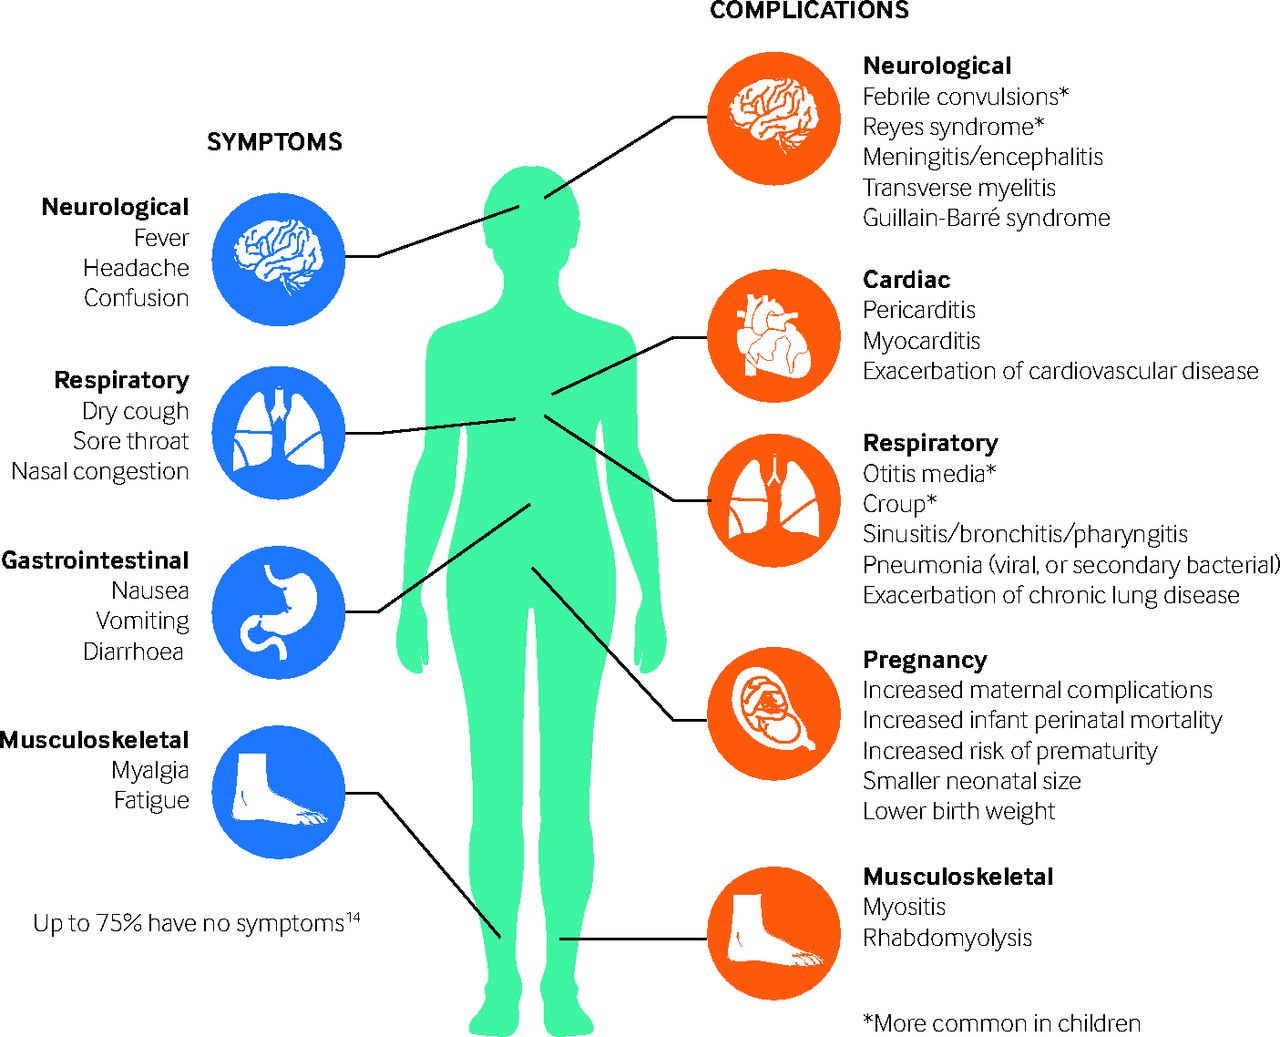 SYMPTOMS
Neurological
Fever
Headache
Confusion
Respiratory
Dry cough
Sore throat
Nasal congestion
Gastrointestinal
Nausea
Vomiting
Diarrhoea
Musculoskeletal
Myalgia
Fatigue
Up to 75% have no symptoms¹⁴
COMPLICATIONS
Neurological
Febrile convulsions*
Reyes syndrome*
Meningitis/encephalitis
Transverse myelitis
Guillain-Barré syndrome
Cardiac
Pericarditis
Myocarditis
Exacerbation of cardiovascular disease
Respiratory
Otitis media*
Croup*
Sinusitis/bronchitis/pharyngitis
Pneumonia (viral, or secondary bacterial)
Exacerbation of chronic lung disease
Pregnancy
Increased maternal complications
Increased infant perinatal mortality
Increased risk of prematurity
Smaller neonatal size
Lower birth weight
Musculoskeletal
Myositis
Rhabdomyolysis
*More common in children